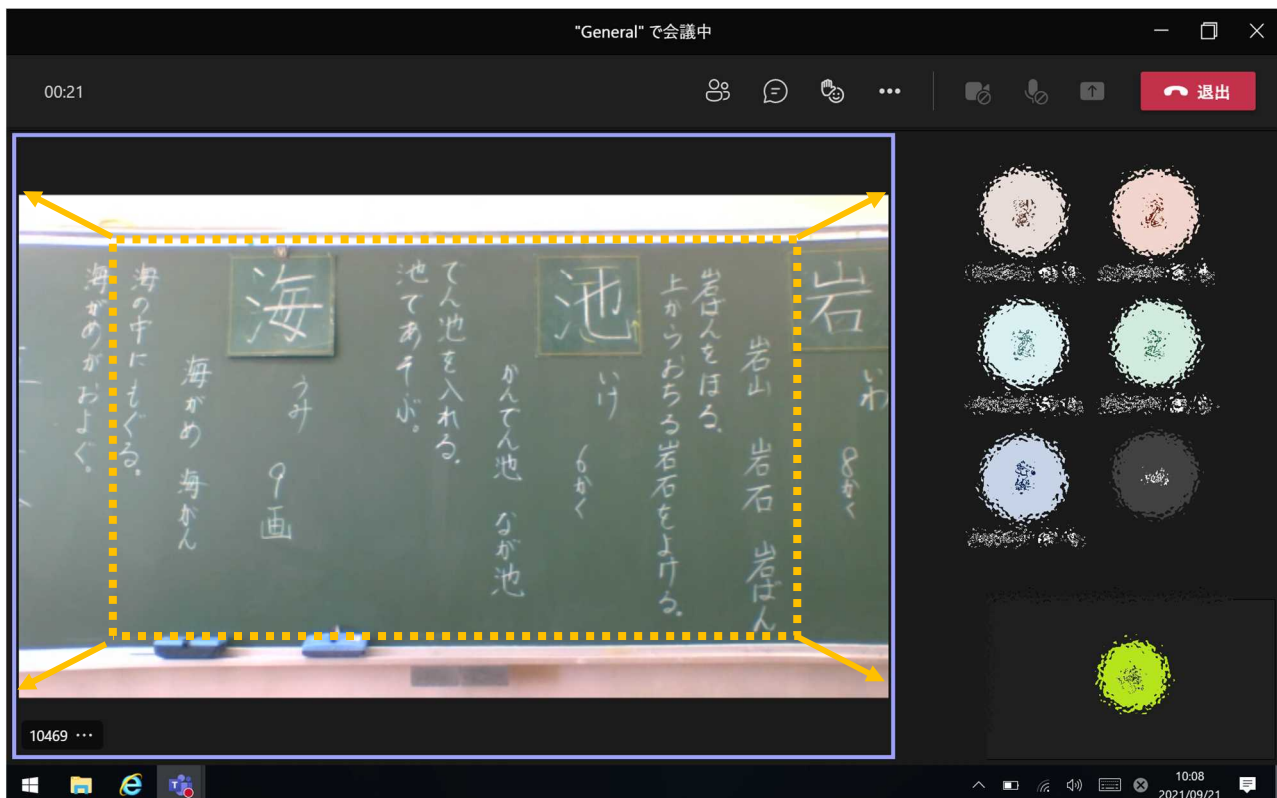 "General" で会議中
00:21
退出
岩
いわ
8かく
岩山 岩石 岩ばん
上からおちる岩石をよける。
岩ばんをほる。
池
いけ
6かく
かんてん池 なが池
でん池を入れる。
池であそぶ。
海
うみ
9画
海がめ 海がん
海の中にもぐる。
海がめがおよぐ。
10469 ···
10:08
2021/09/21